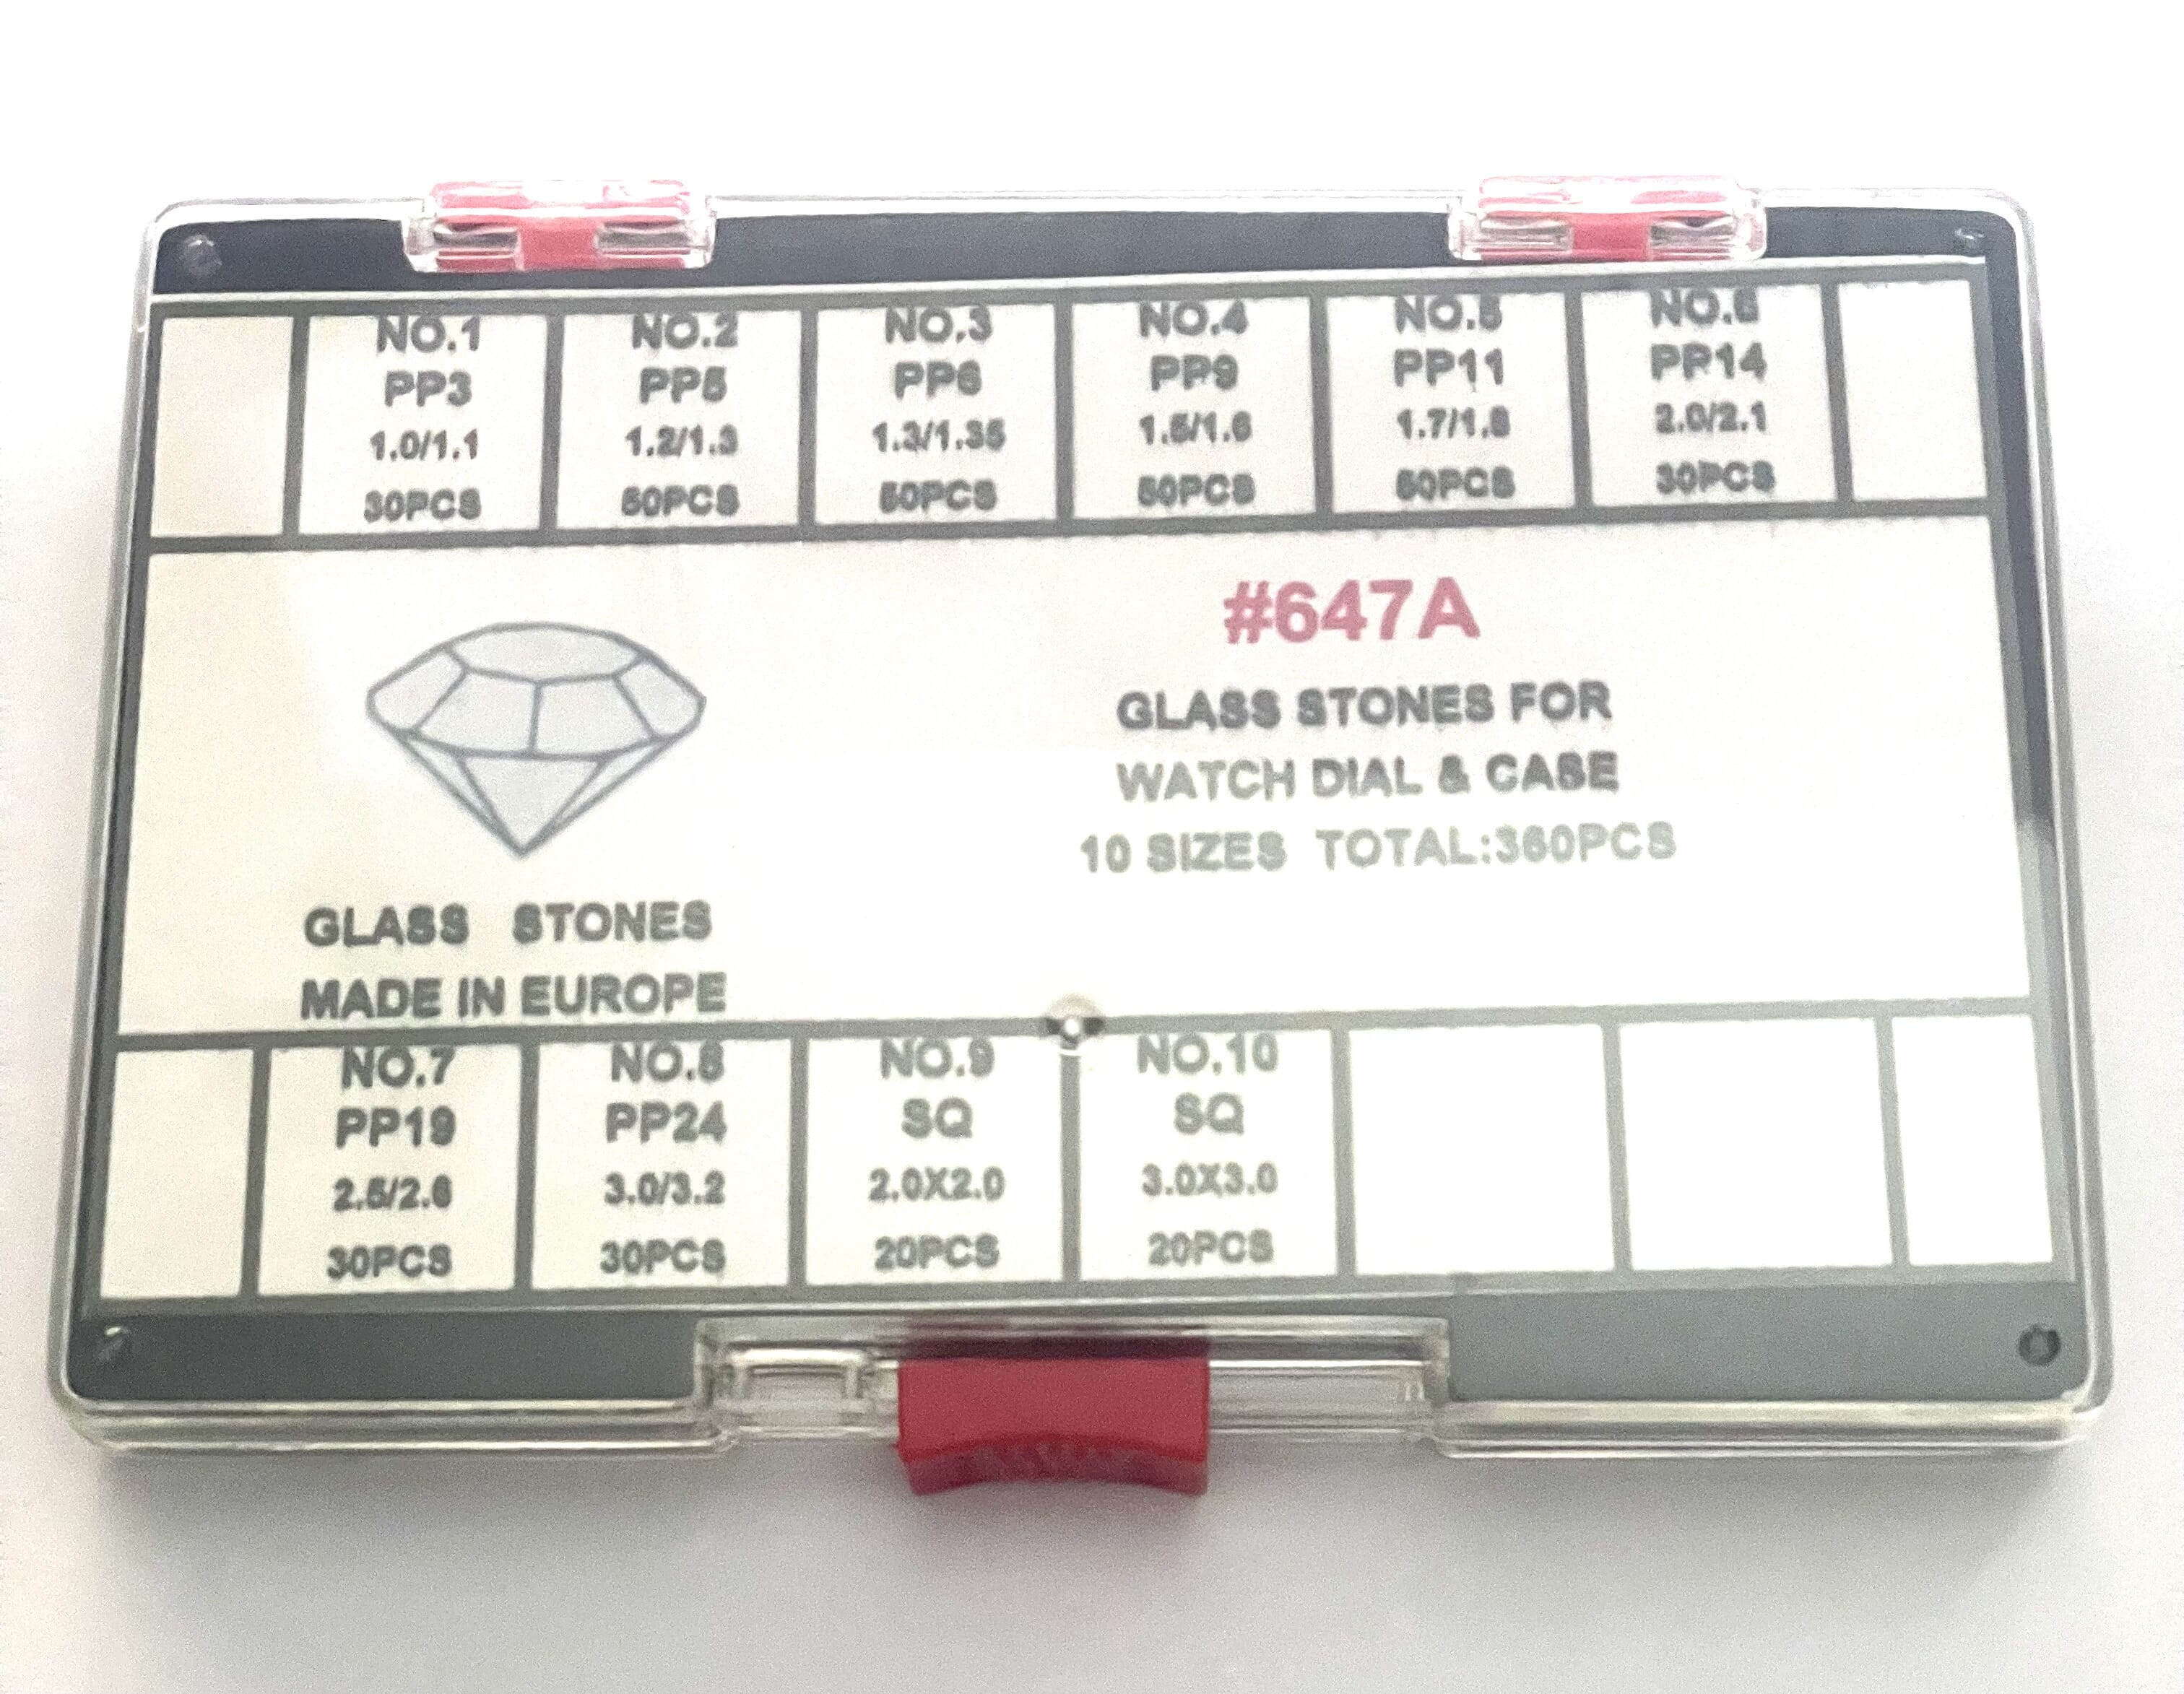 NO.1 NO.2 NO.3 NO.4 NO.5 NO.6
PP3 PP5 PP6 PP9 PP11 PP14
1.0/1.1 1.2/1.3 1.3/1.35 1.5/1.6 1.7/1.8 2.0/2.1
30PCS 50PCS 50PCS 50PCS 50PCS 30PCS
#647A
GLASS STONES FOR
WATCH DIAL & CASE
10 SIZES TOTAL:360PCS
GLASS STONES
MADE IN EUROPE
NO.7 NO.8 NO.9 NO.10
PP19 PP24 SQ SQ
2.5/2.6 3.0/3.2 2.0X2.0 3.0X3.0
30PCS 30PCS 20PCS 20PCS